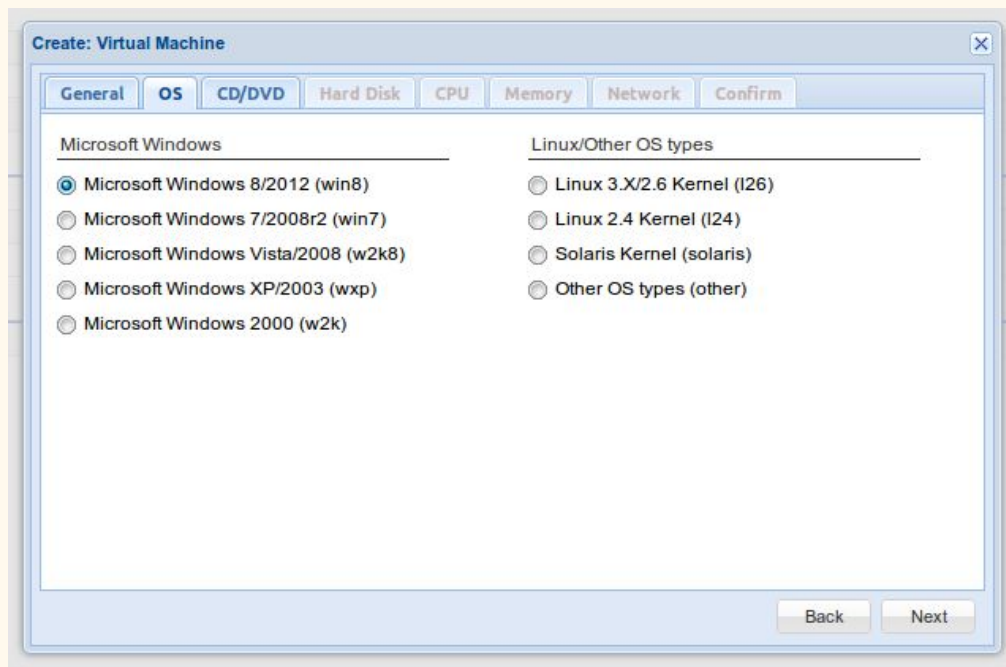 Create: Virtual Machine
General OS CD/DVD Hard Disk CPU Memory Network Confirm
Microsoft Windows
Microsoft Windows 8/2012 (win8)
Microsoft Windows 7/2008r2 (win7)
Microsoft Windows Vista/2008 (w2k8)
Microsoft Windows XP/2003 (wxp)
Microsoft Windows 2000 (w2k)
Linux/Other OS types
Linux 3.X/2.6 Kernel (l26)
Linux 2.4 Kernel (l24)
Solaris Kernel (solaris)
Other OS types (other)
Back Next